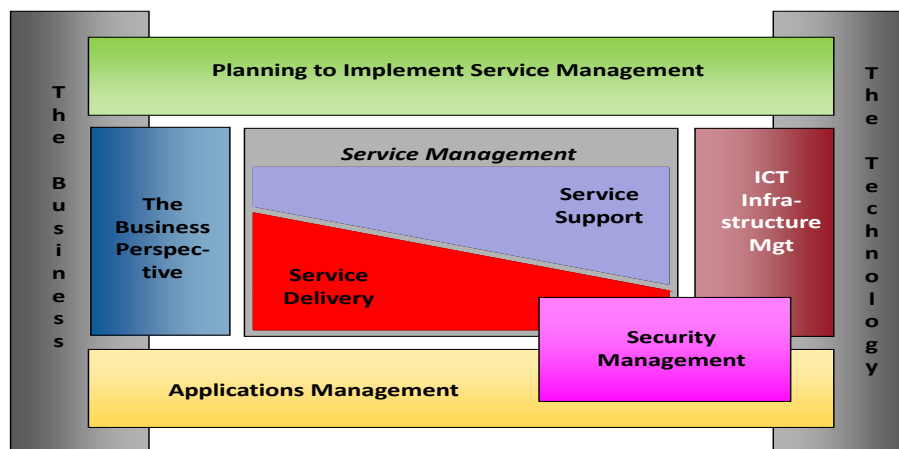 The Business
Planning to Implement Service Management
The Technology
The
Business
Perspec-
tive
Service Management
Service
Support
Service
Delivery
ICT
Infra-
structure
Mgt
Security
Management
Applications Management